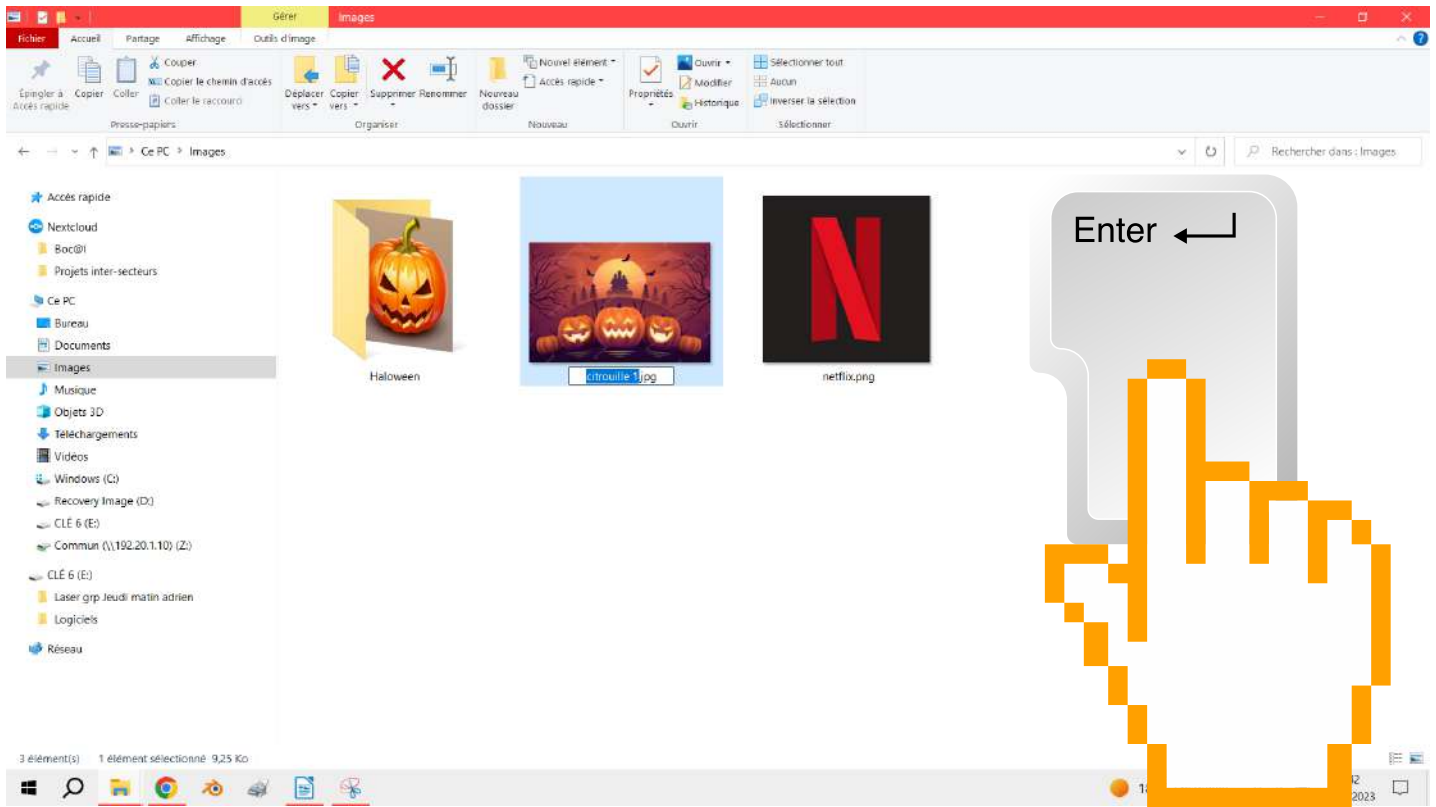 Gérer
Images
Fichier
Accueil
Partage
Affichage
Outils d'image
Épingler à
Accès rapide
Copier
Coller
Couper
Copier le chemin d'accès
Coller le raccourci
Presse-papiers
Déplacer
vers
Copier
vers
Supprimer
Renommer
Organiser
Nouveau
dossier
Nouvel élément
Accès rapide
Nouveau
Propriétés
Ouvrir
Modifier
Historique
Ouvrir
Sélectionner tout
Aucun
Inverser la sélection
Sélectionner
Ce PC > Images
Rechercher dans : Images
Accès rapide
Nextcloud
Boc@l
Projets inter-secteurs
Ce PC
Bureau
Documents
Images
Musique
Objets 3D
Téléchargements
Vidéos
Windows (C:)
Recovery Image (D:)
CLÉ 6 (E:)
Commun (\\192.20.1.10) (Z:)
CLÉ 6 (E:)
Laser grp Jeudi matin adrien
Logiciels
Réseau
Haloween
citrouille 1.jpg
netflix.png
Enter
3 élément(s)
1 élément sélectionné 9,25 Ko
2023